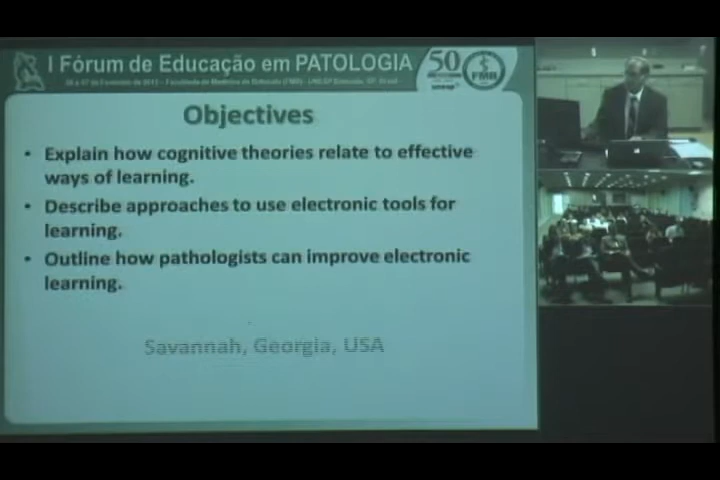 I Fórum de Educação em PATOLOGIA
50
FMB
Objectives
• Explain how cognitive theories relate to effective
ways of learning.
• Describe approaches to use electronic tools for
learning.
• Outline how pathologists can improve electronic
learning.
Savannah, Georgia, USA